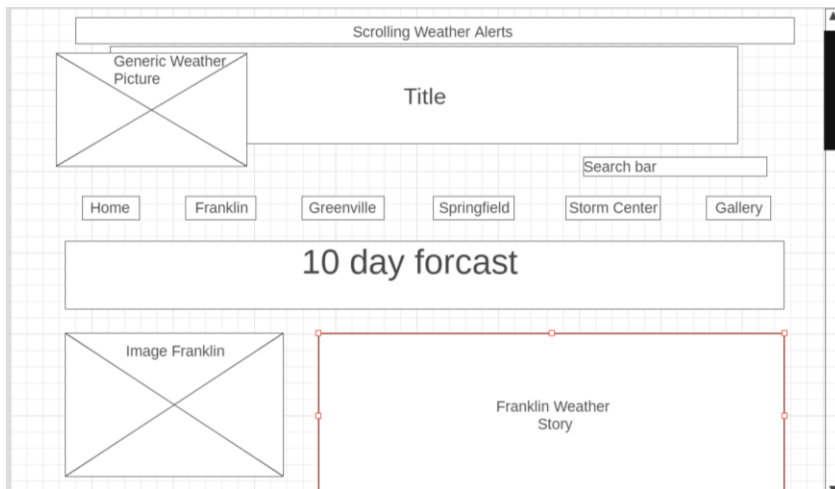 Scrolling Weather Alerts
Generic Weather
Picture
Title
Search bar
Home
Franklin
Greenville
Springfield
Storm Center
Gallery
10 day forcast
Image Franklin
Franklin Weather
Story